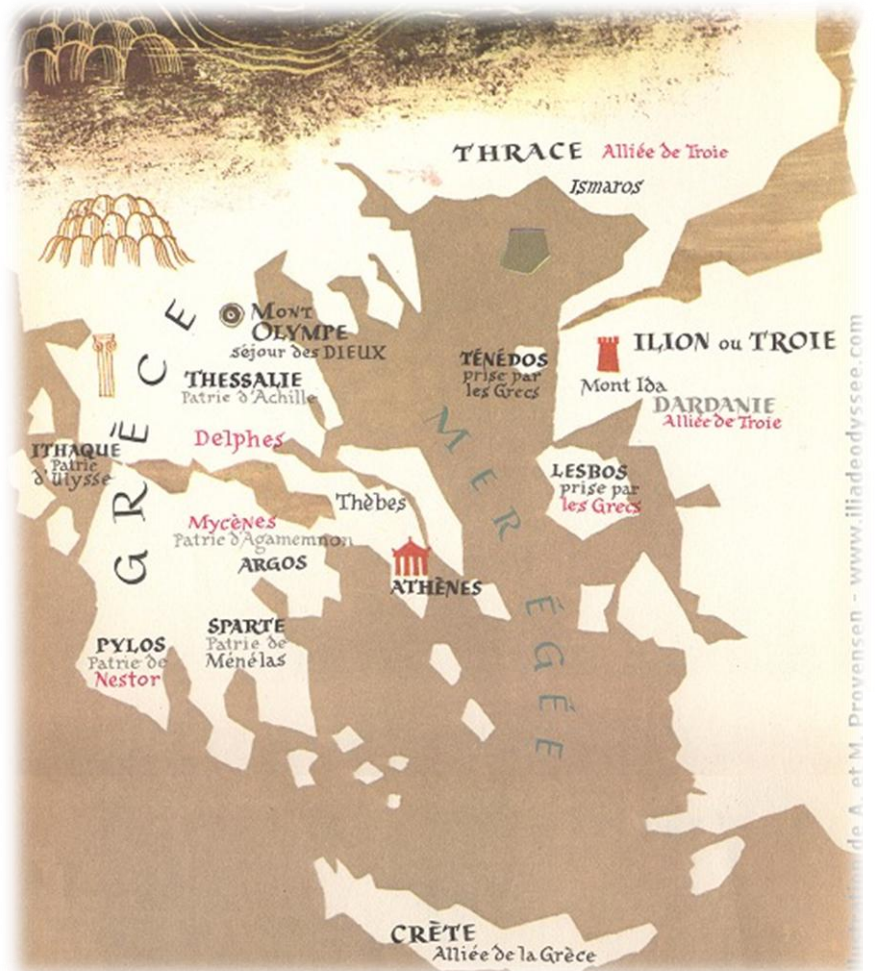 THRACE Alliée de Troie
Ismaros
MONT
OLYMPE
séjour des DIEUX
GRÈCE
ILION ou TROIE
TÉNÉDOS
prise par
les Grecs
THESSALIE
Patrie d'Achille
Mont Ida
DARDANIE
Alliée de Troie
MER ÉGÉE
Delphes
ITHAQUE
Patrie
d'Ulysse
LESBOS
prise par
les Grecs
Thèbes
Mycènes
Patrie d'Agamemnon
ARGOS
ATHÈNES
SPARTE
Patrie de
Ménélas
PYLOS
Patrie de
Nestor
CRÈTE
Alliée de la Grèce
de A. et M. Provensen - www.iliadeodyssee.com